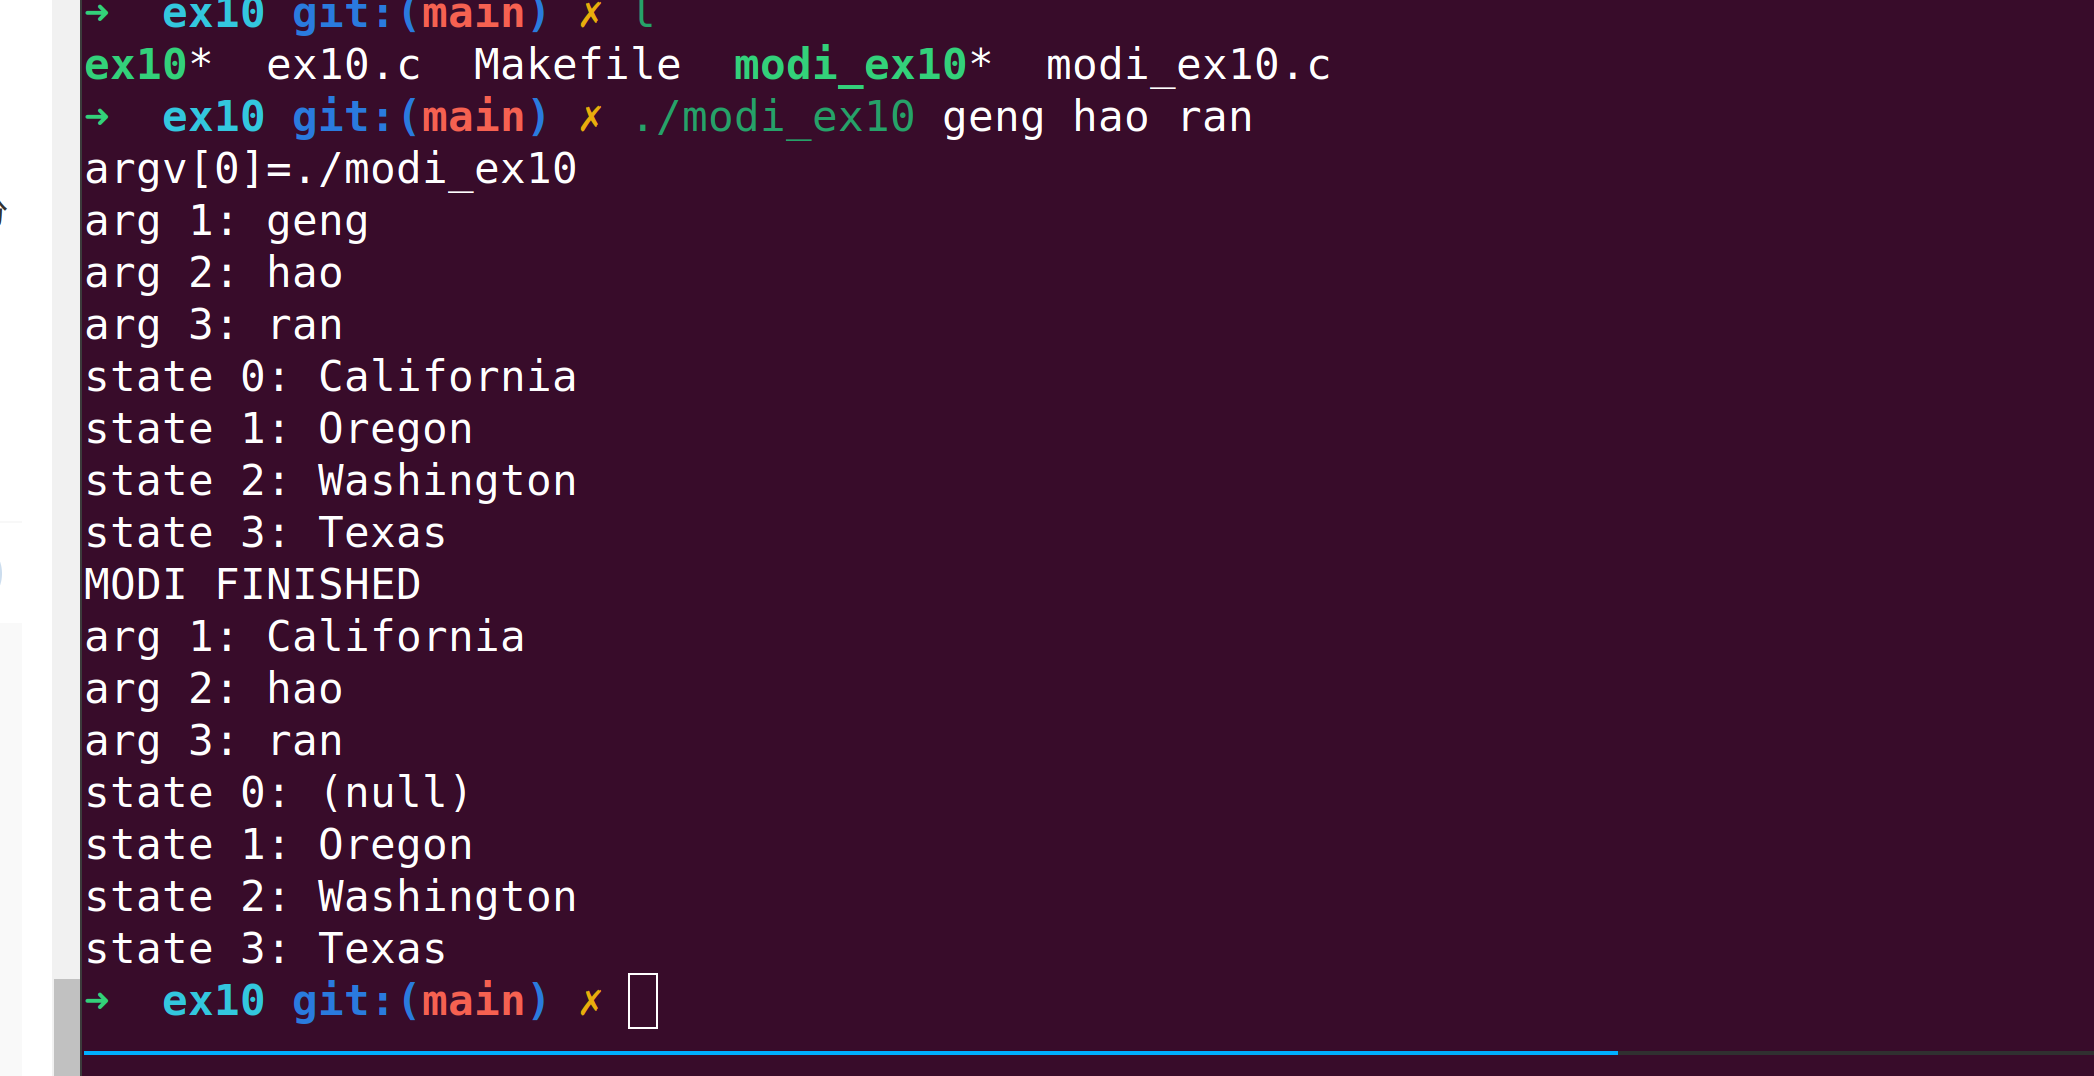 ➜  ex10 git:(main) ✗ l
ex10*  ex10.c  Makefile  modi_ex10*  modi_ex10.c
➜  ex10 git:(main) ✗ ./modi_ex10 geng hao ran
argv[0]=./modi_ex10
arg 1: geng
arg 2: hao
arg 3: ran
state 0: California
state 1: Oregon
state 2: Washington
state 3: Texas
MODI FINISHED
arg 1: California
arg 2: hao
arg 3: ran
state 0: (null)
state 1: Oregon
state 2: Washington
state 3: Texas
➜  ex10 git:(main) ✗